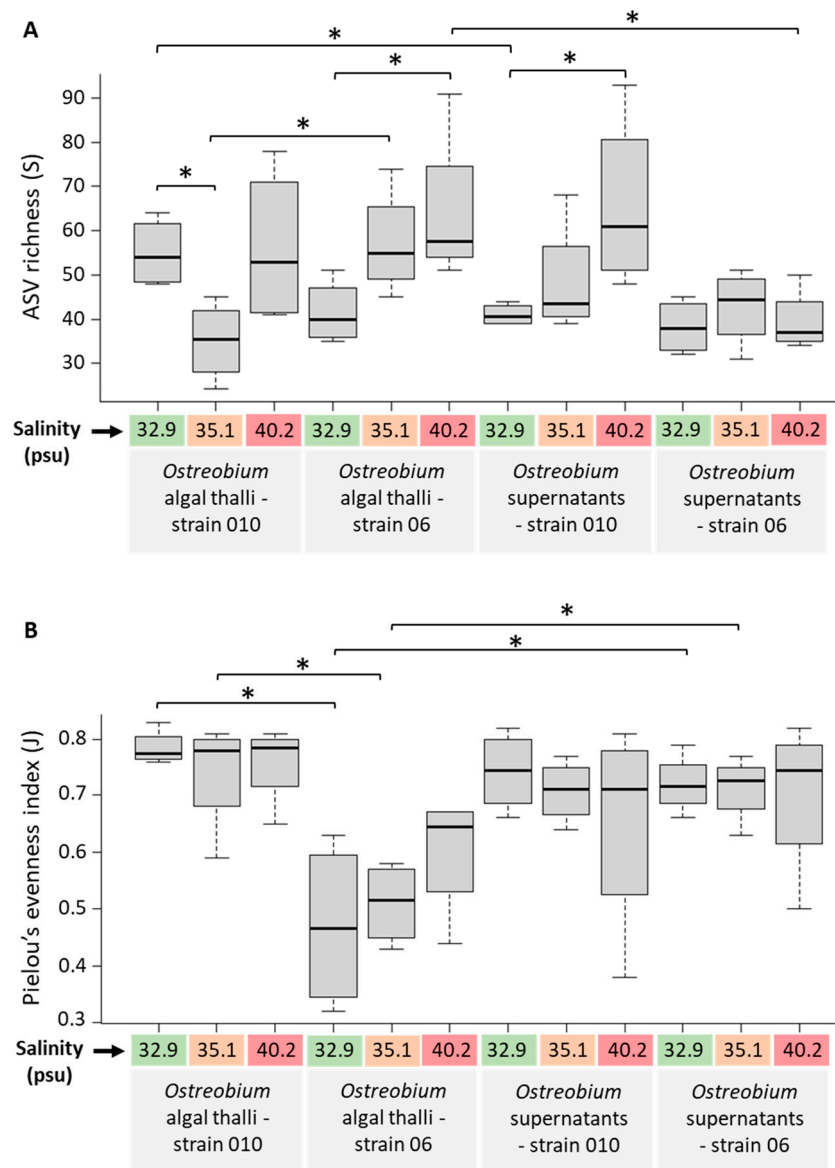 A
* * * * * *
ASV richness (S)
90
80
70
60
50
40
30
Salinity (psu) 32.9 35.1 40.2 32.9 35.1 40.2 32.9 35.1 40.2 32.9 35.1 40.2
Ostreobium
algal thalli -
strain 010
Ostreobium
algal thalli -
strain 06
Ostreobium
supernatants
- strain 010
Ostreobium
supernatants
- strain 06
B
* * * *
Pielou's evenness index (J)
0.8
0.7
0.6
0.5
0.4
0.3
Salinity (psu) 32.9 35.1 40.2 32.9 35.1 40.2 32.9 35.1 40.2 32.9 35.1 40.2
Ostreobium
algal thalli -
strain 010
Ostreobium
algal thalli -
strain 06
Ostreobium
supernatants
- strain 010
Ostreobium
supernatants
- strain 06